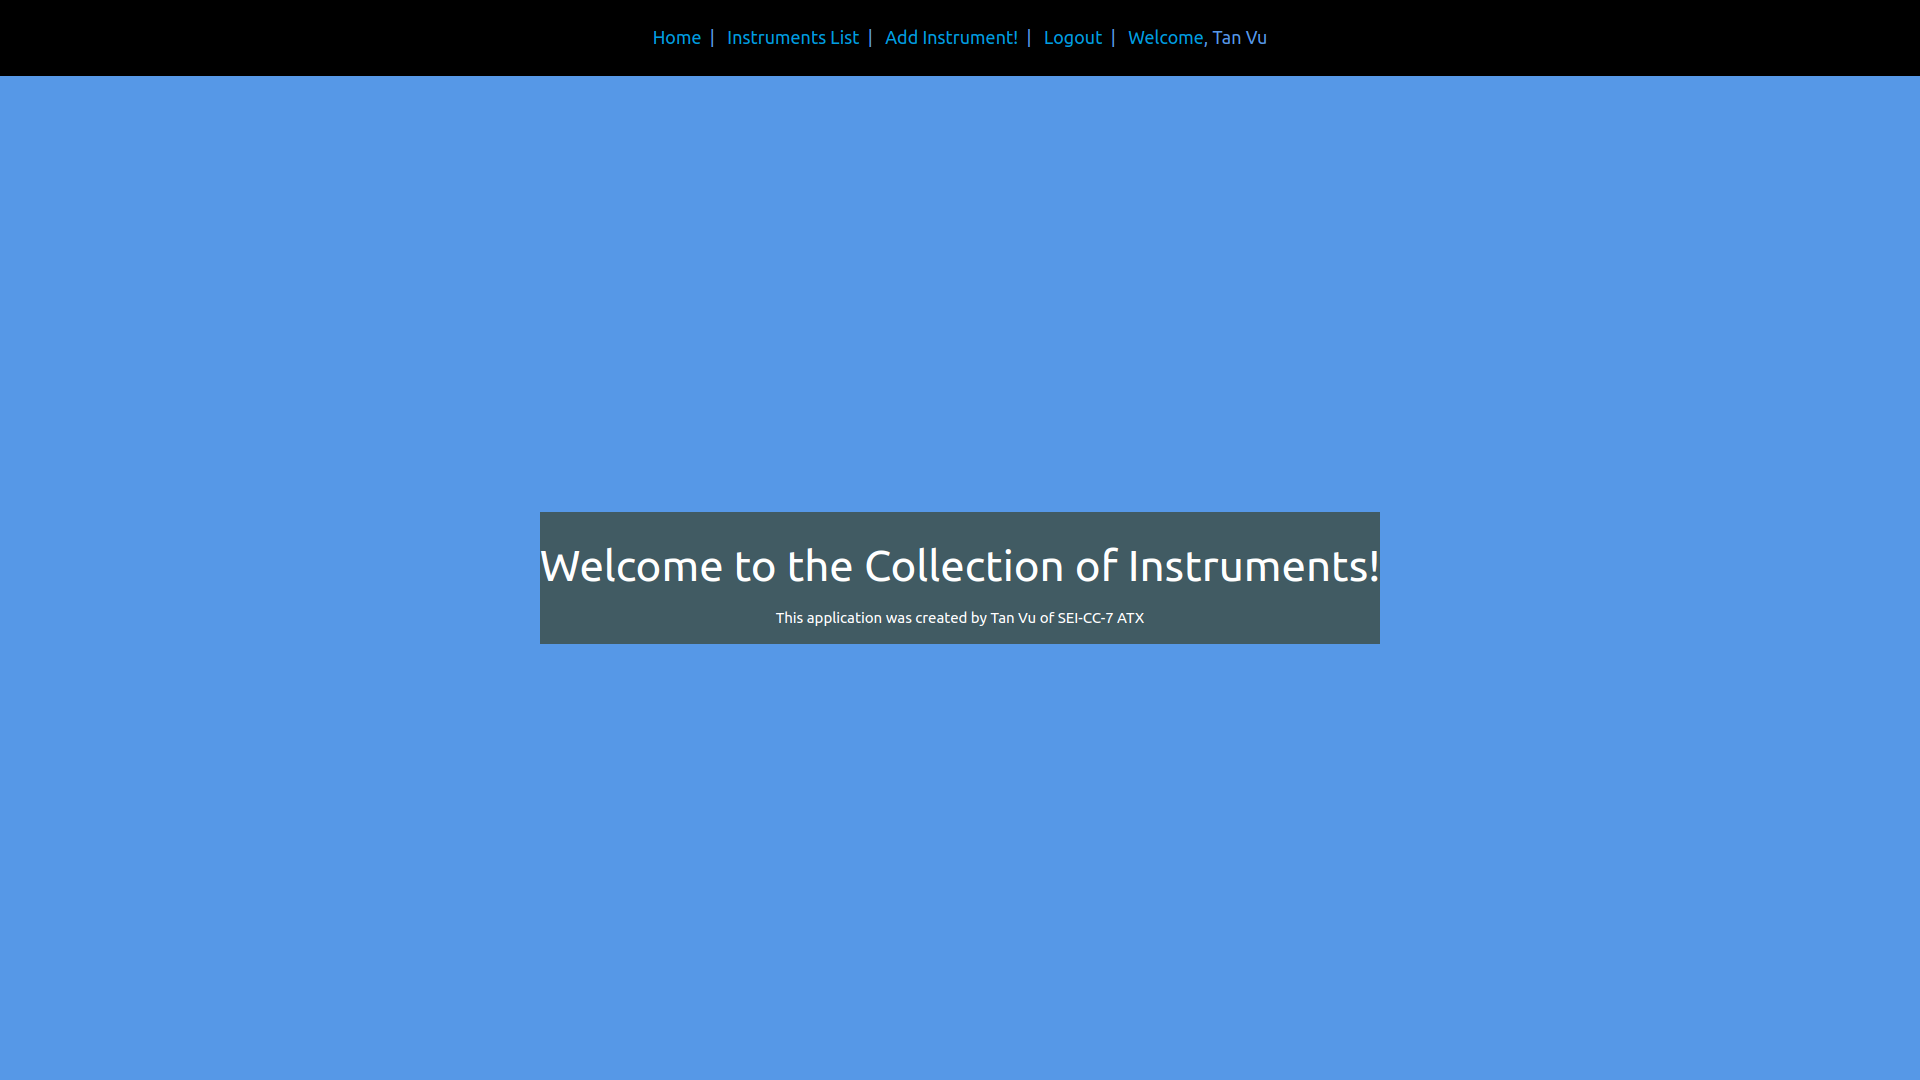 Home | Instruments List | Add Instrument! | Logout | Welcome, Tan Vu
Welcome to the Collection of Instruments!
This application was created by Tan Vu of SEI-CC-7 ATX